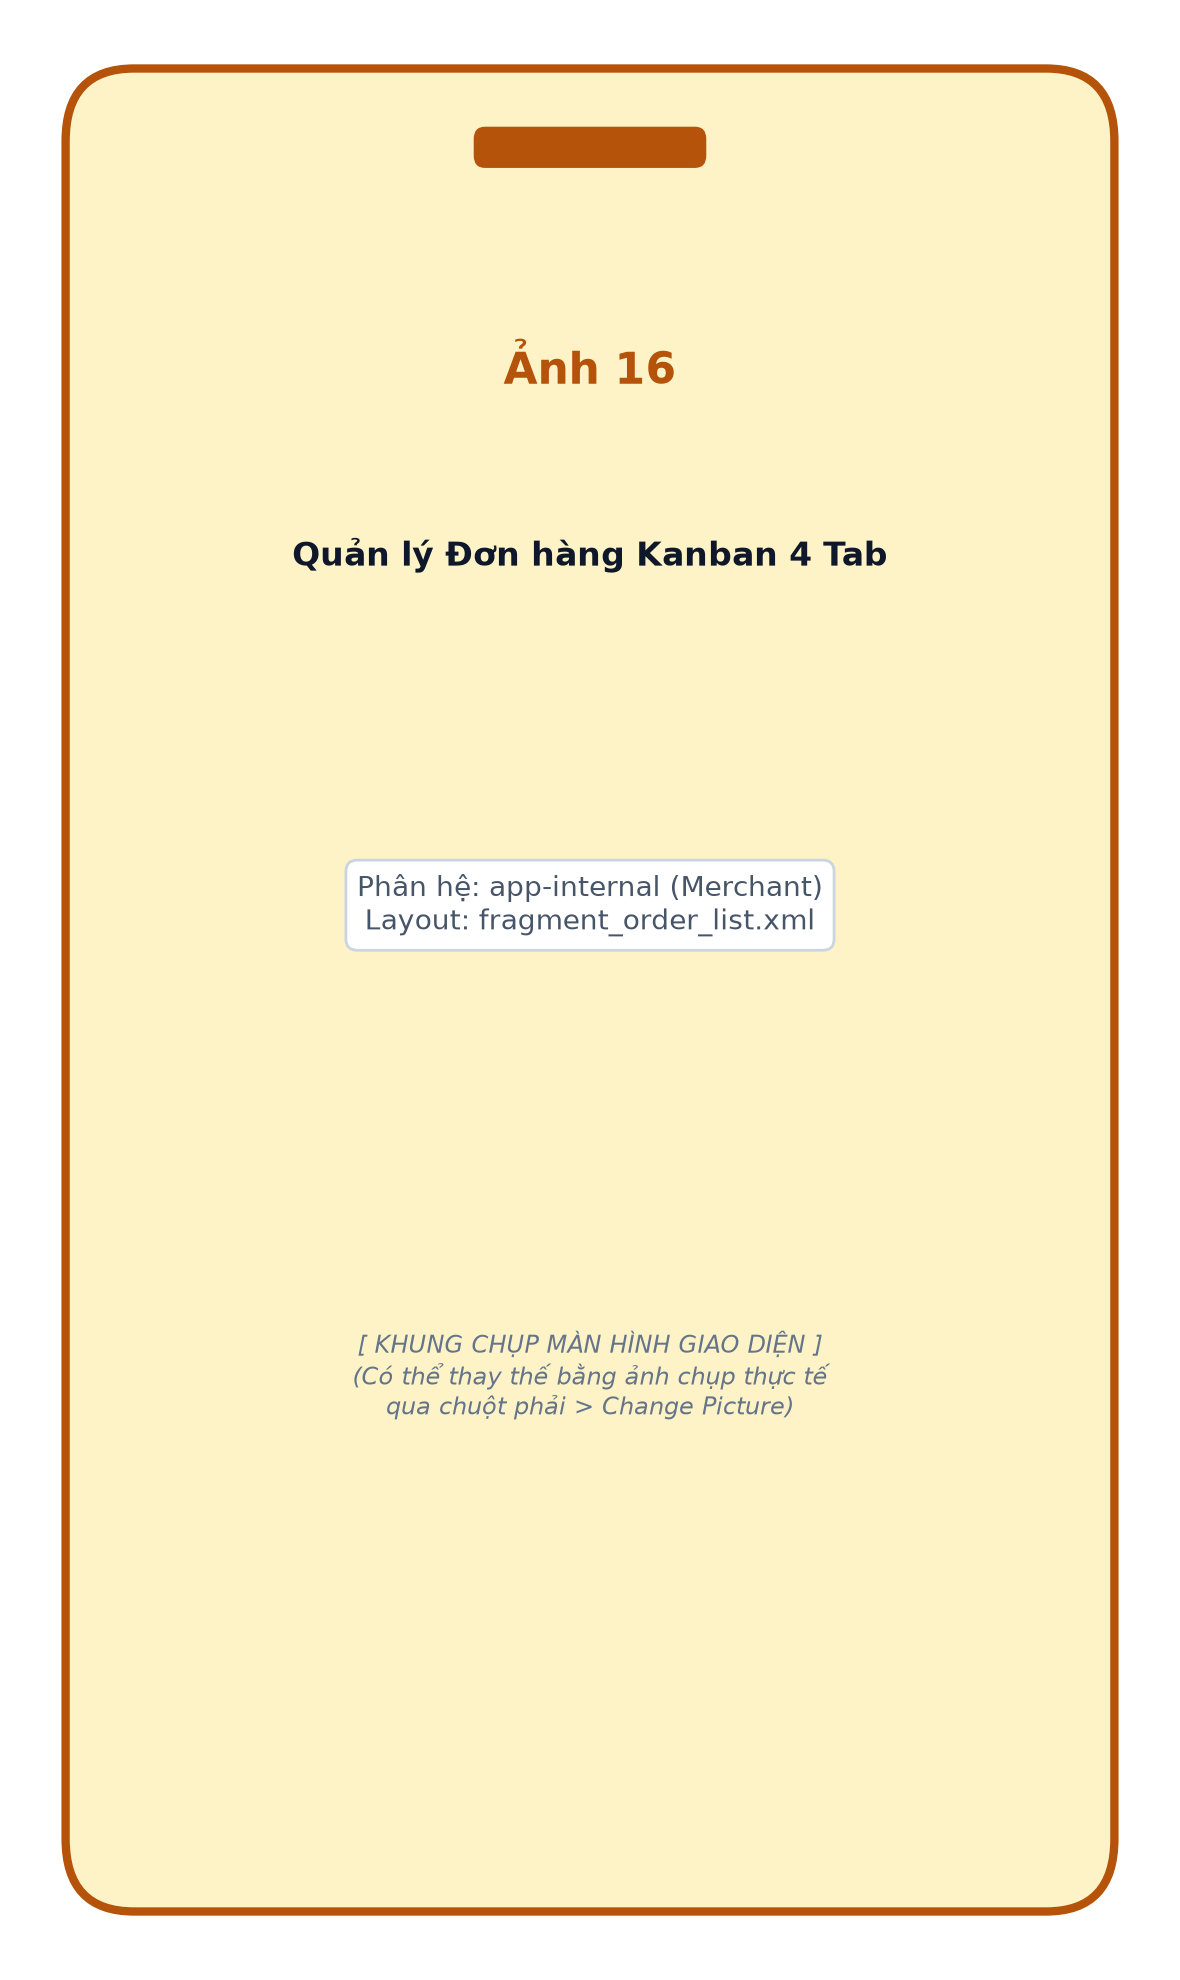 Ảnh 16
Quản lý Đơn hàng Kanban 4 Tab
Phân hệ: app-internal (Merchant)
Layout: fragment_order_list.xml
[ KHUNG CHỤP MÀN HÌNH GIAO DIỆN ]
(Có thể thay thế bằng ảnh chụp thực tế
qua chuột phải > Change Picture)